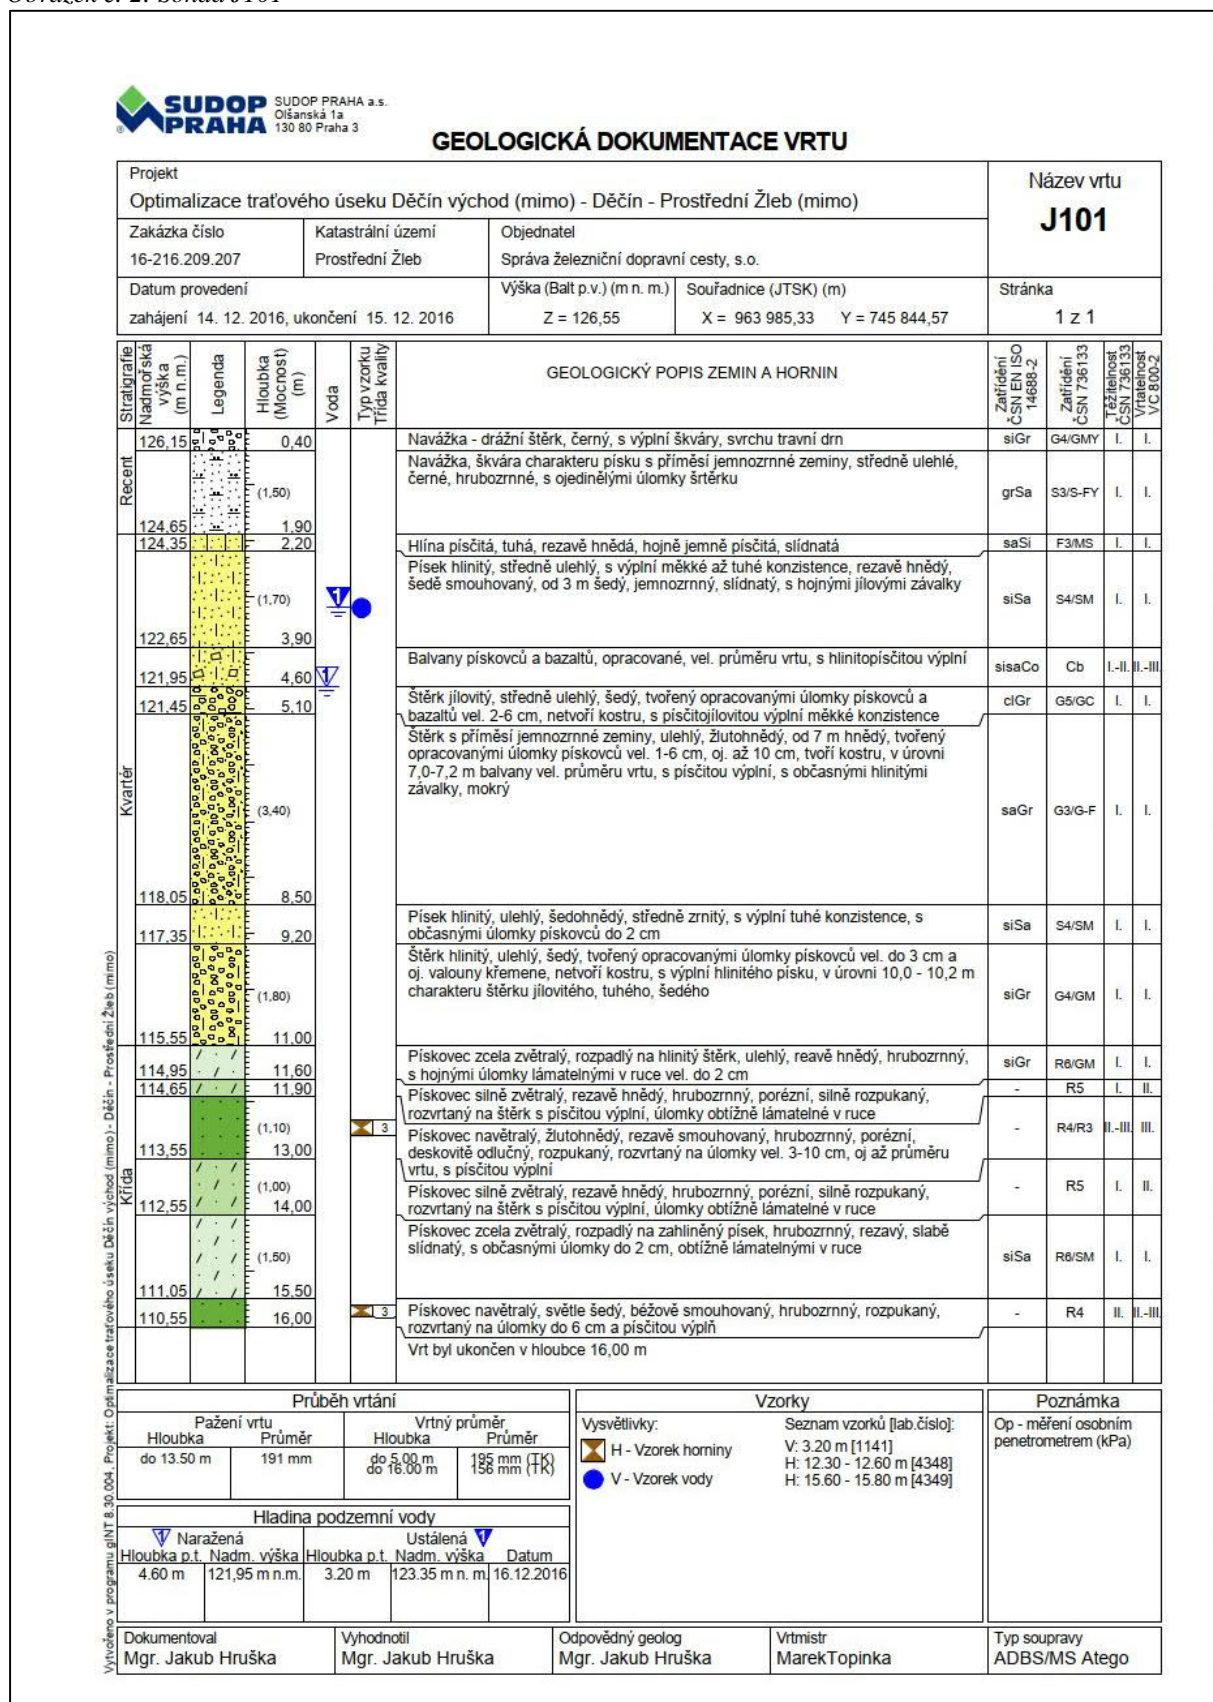 SUDOP PRAHA
SUDOP PRAHA a.s.
Olšanská 1a
130 80 Praha 3
GEOLOGICKÁ DOKUMENTACE VRTU
Projekt
Optimalizace traťového úseku Děčín východ (mimo) - Děčín - Prostřední Žleb (mimo)
Název vrtu
J101
Zakázka číslo
16-216.209.207
Katastrální území
Prostřední Žleb
Objednatel
Správa železniční dopravní cesty, s.o.
Datum provedení
zahájení 14. 12. 2016, ukončení 15. 12. 2016
Výška (Balt p.v.) (m n. m.)
Z = 126,55
Souřadnice (JTSK) (m)
X = 963 985,33 Y = 745 844,57
Stránka
1 z 1
Stratigrafie
Nadmořská výška (m n.m.)
Legenda
Hloubka (Mocnost) (m)
Voda
Typ vzorku
Třída kvality
GEOLOGICKÝ POPIS ZEMIN A HORNIN
Zatřídění ČSN EN ISO 14688-2
Zatřídění ČSN 736133
Těžitelnost ČSN 736133
Vrtatelnost VC 800-2
Recent
126,15 0,40 Navážka - drážní štěrk, černý, s výplní škváry, svrchu travní drn siGr G4/GMY I. I.
Navážka, škvára charakteru písku s příměsí jemnozrnné zeminy, středně ulehlé,
černé, hrubozrnné, s ojedinělými úlomky šrtěrku
(1,50) grSa S3/S-FY I. I.
124,65 1,90
Kvartér
124,35 2,20 Hlína písčitá, tuhá, rezavě hnědá, hojně jemně písčitá, slídnatá saSi F3/MS I. I.
Písek hlinitý, středně ulehlý, s výplní měkké až tuhé konzistence, rezavě hnědý,
šedě smouhovaný, od 3 m šedý, jemnozrnný, slídnatý, s hojnými jílovými závalky
(1,70) 1 siSa S4/SM I. I.
122,65 3,90
Balvany pískovců a bazaltů, opracované, vel. průměru vrtu, s hlinitopísčitou výplní
121,95 4,60 1 sisaCo Cb I.-II. II.-III.
Štěrk jílovitý, středně ulehlý, šedý, tvořený opracovanými úlomky pískovců a
121,45 5,10 bazaltů vel. 2-6 cm, netvoří kostru, s písčitojílovitou výplní měkké konzistence clGr G5/GC I. I.
Štěrk s příměsí jemnozrnné zeminy, ulehlý, žlutohnědý, od 7 m hnědý, tvořený
opracovanými úlomky pískovců vel. 1-6 cm, oj. až 10 cm, tvoří kostru, v úrovni
7,0-7,2 m balvany vel. průměru vrtu, s písčitou výplní, s občasnými hlinitými
závalky, mokrý
(3,40) saGr G3/G-F I. I.
118,05 8,50
Písek hlinitý, ulehlý, šedohnědý, středně zrnitý, s výplní tuhé konzistence, s
117,35 9,20 občasnými úlomky pískovců do 2 cm siSa S4/SM I. I.
Štěrk hlinitý, ulehlý, šedý, tvořený opracovanými úlomky pískovců vel. do 3 cm a
oj. valouny křemene, netvoří kostru, s výplní hlinitého písku, v úrovni 10,0 - 10,2 m
charakteru štěrku jílovitého, tuhého, šedého
(1,80) siGr G4/GM I. I.
115,55 11,00
Křída
Pískovec zcela zvětralý, rozpadlý na hlinitý štěrk, ulehlý, reavě hnědý, hrubozrnný,
114,95 11,60 s hojnými úlomky lámatelnými v ruce vel. do 2 cm siGr R6/GM I. I.
114,65 11,90 Pískovec silně zvětralý, rezavě hnědý, hrubozrnný, porézní, silně rozpukaný, - R5 I. II.
rozvrtaný na štěrk s písčitou výplní, úlomky obtížně lámatelné v ruce
(1,10) 3 Pískovec navětralý, žlutohnědý, rezavě smouhovaný, hrubozrnný, porézní, - R4/R3 II.-III. III.
113,55 13,00 deskovitě odlučný, rozpukaný, rozvrtaný na úlomky vel. 3-10 cm, oj až průměru
vrtu, s písčitou výplní
(1,00) Pískovec silně zvětralý, rezavě hnědý, hrubozrnný, porézní, silně rozpukaný, - R5 I. II.
112,55 14,00 rozvrtaný na štěrk s písčitou výplní, úlomky obtížně lámatelné v ruce
Pískovec zcela zvětralý, rozpadlý na zahliněný písek, hrubozrnný, rezavý, slabě
slídnatý, s občasnými úlomky do 2 cm, obtížně lámatelnými v ruce
(1,50) siSa R6/SM I. I.
111,05 15,50
110,55 16,00 3 Pískovec navětralý, světle šedý, béžově smouhovaný, hrubozrnný, rozpukaný, - R4 II. II.-III.
rozvrtaný na úlomky do 6 cm a písčitou výplň
Vrt byl ukončen v hloubce 16,00 m
Průběh vrtání
Pažení vrtu
Hloubka Průměr
do 13.50 m 191 mm
Vrtný průměr
Hloubka Průměr
do 5.00 m 195 mm (TK)
do 16.00 m 156 mm (TK)
Hladina podzemní vody
1 Naražená Ustálená 1
Hloubka p.t. Nadm. výška Hloubka p.t. Nadm. výška Datum
4.60 m 121,95 m n.m. 3.20 m 123.35 m n. m. 16.12.2016
Vzorky
Vysvětlivky:
H - Vzorek horniny
V - Vzorek vody
Seznam vzorků [lab.číslo]:
V: 3.20 m [1141]
H: 12.30 - 12.60 m [4348]
H: 15.60 - 15.80 m [4349]
Poznámka
Op - měření osobním
penetrometrem (kPa)
Dokumentoval
Mgr. Jakub Hruška
Vyhodnotil
Mgr. Jakub Hruška
Odpovědný geolog
Mgr. Jakub Hruška
Vrtmistr
MarekTopinka
Typ soupravy
ADBS/MS Atego
Vytvořeno v programu gINT 8.30.004, Projekt: Optimalizace traťového úseku Děčín východ (mimo) - Děčín - Prostřední Žleb (mimo)